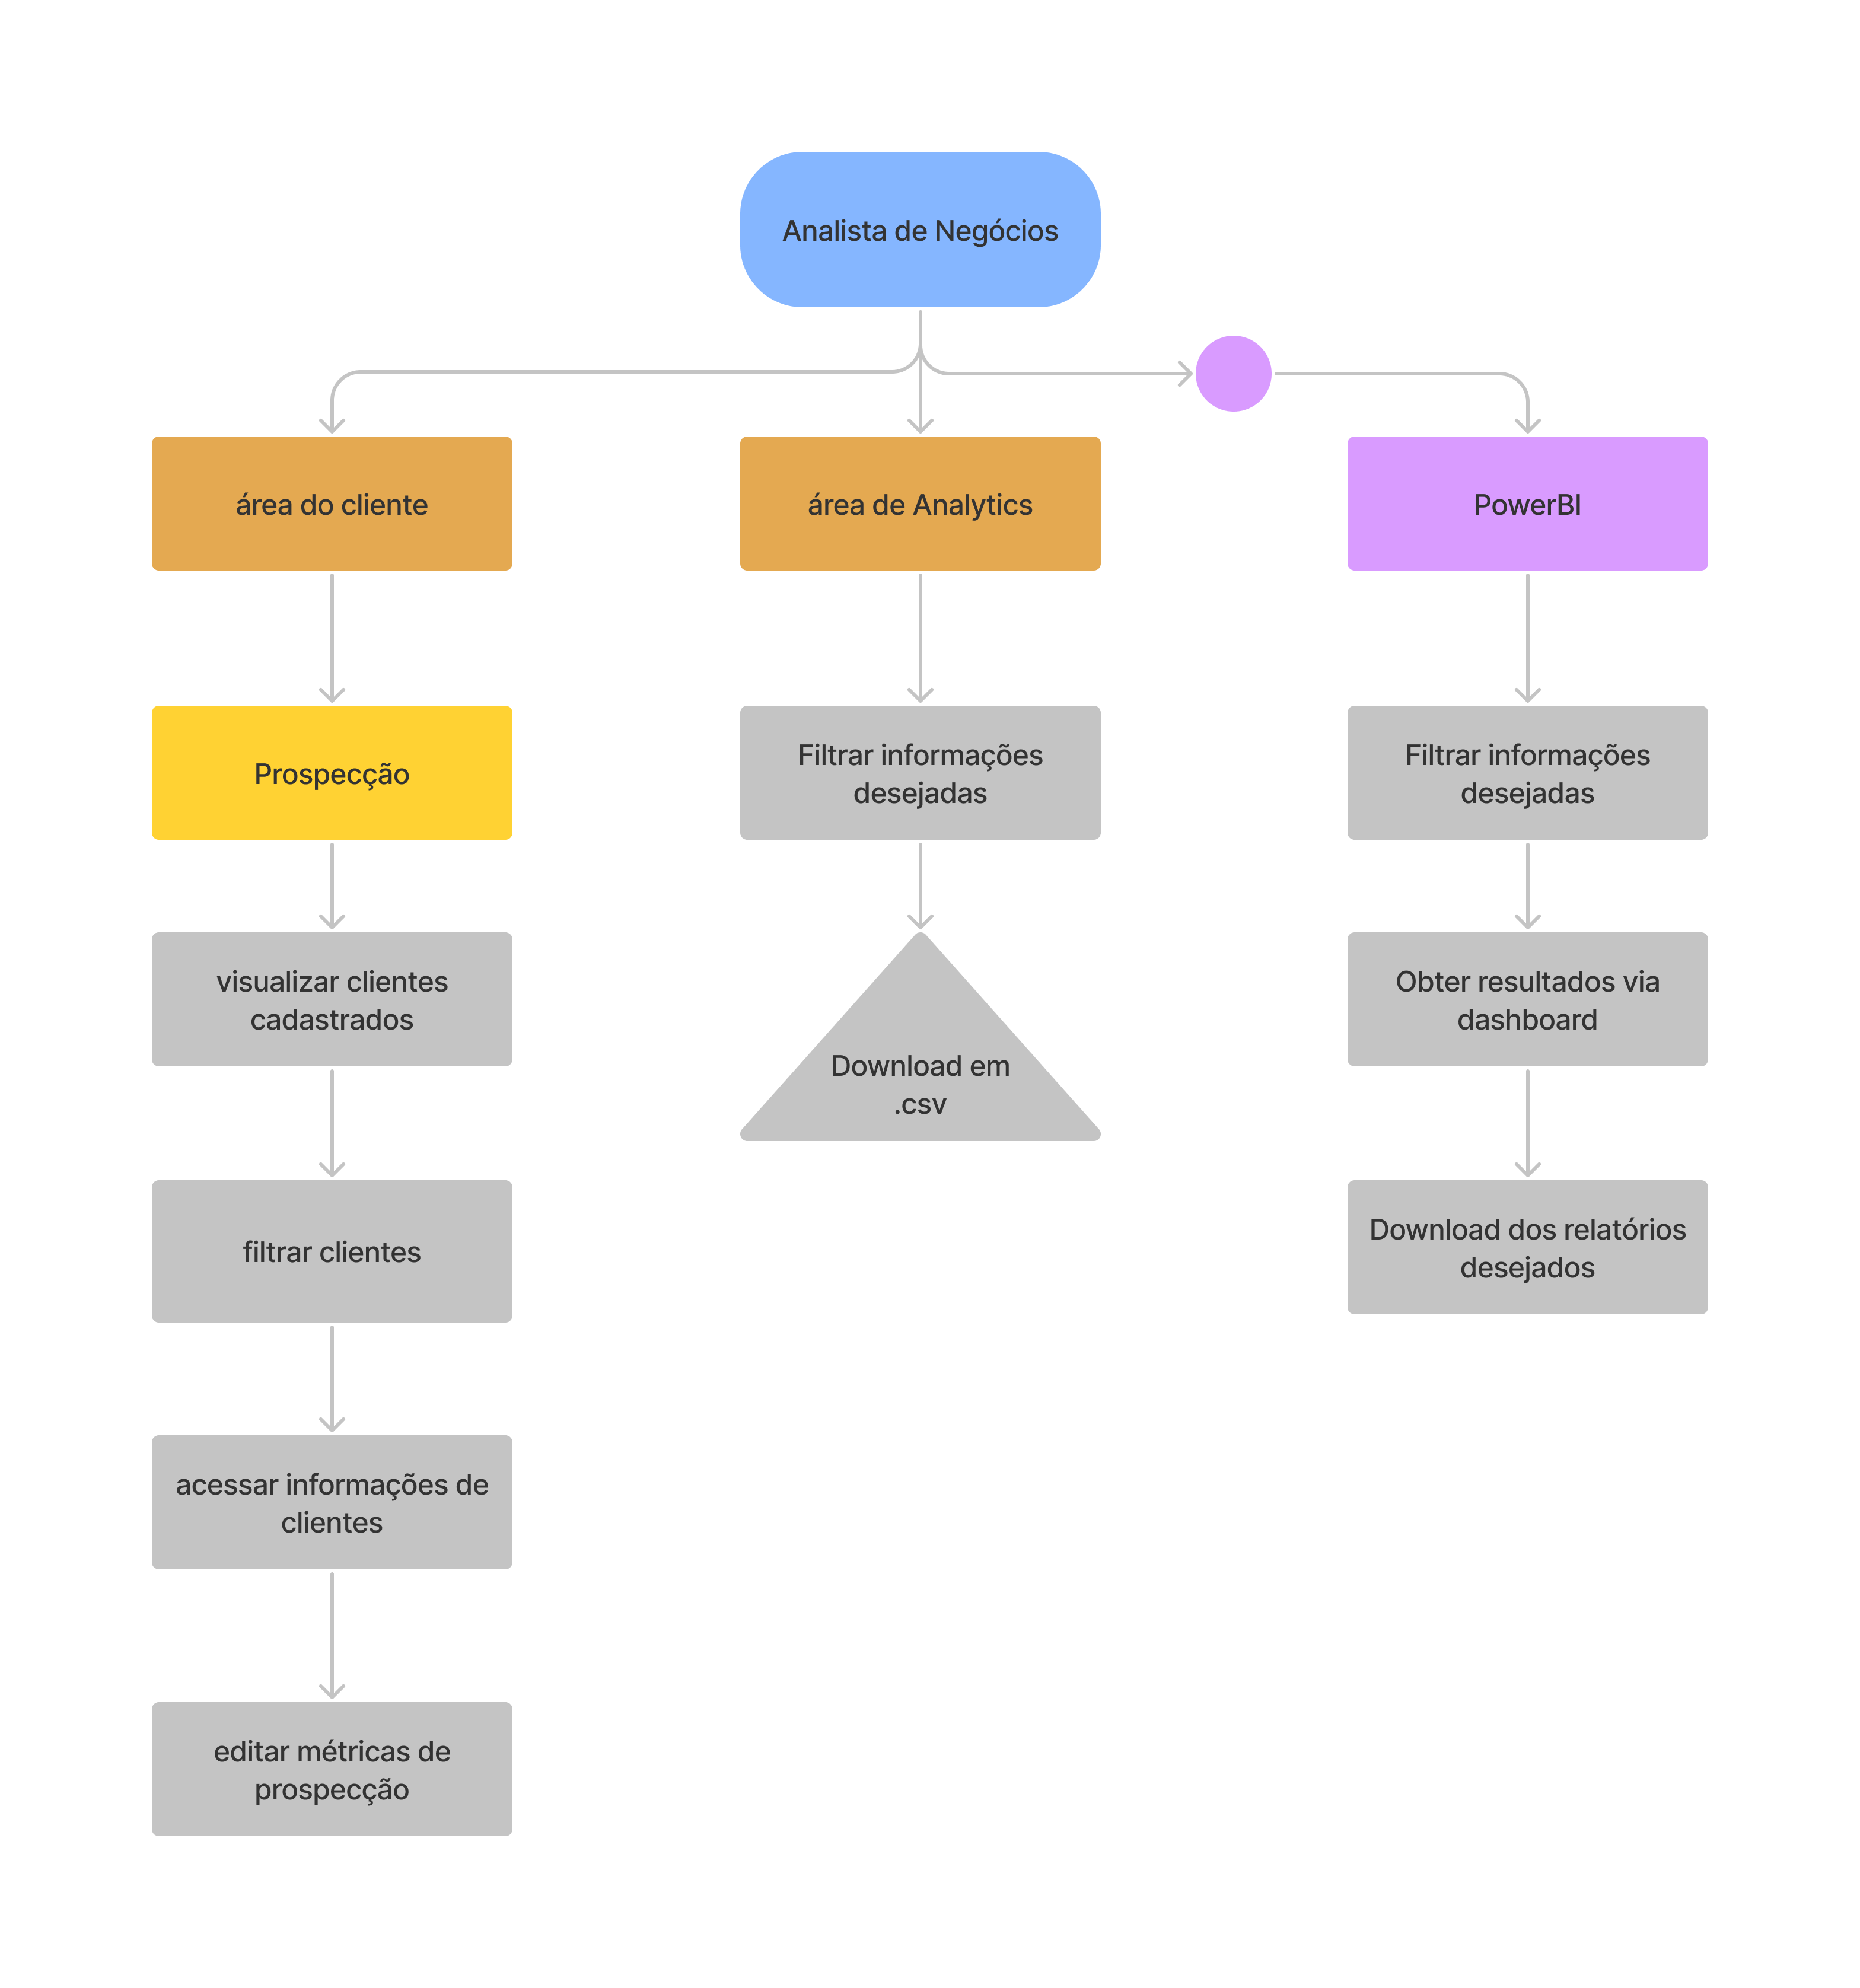 Analista de Negócios
área do cliente
área de Analytics
PowerBI
Prospecção
Filtrar informações
desejadas
Filtrar informações
desejadas
visualizar clientes
cadastrados
Download em
.csv
Obter resultados via
dashboard
filtrar clientes
Download dos relatórios
desejados
acessar informações de
clientes
editar métricas de
prospecção